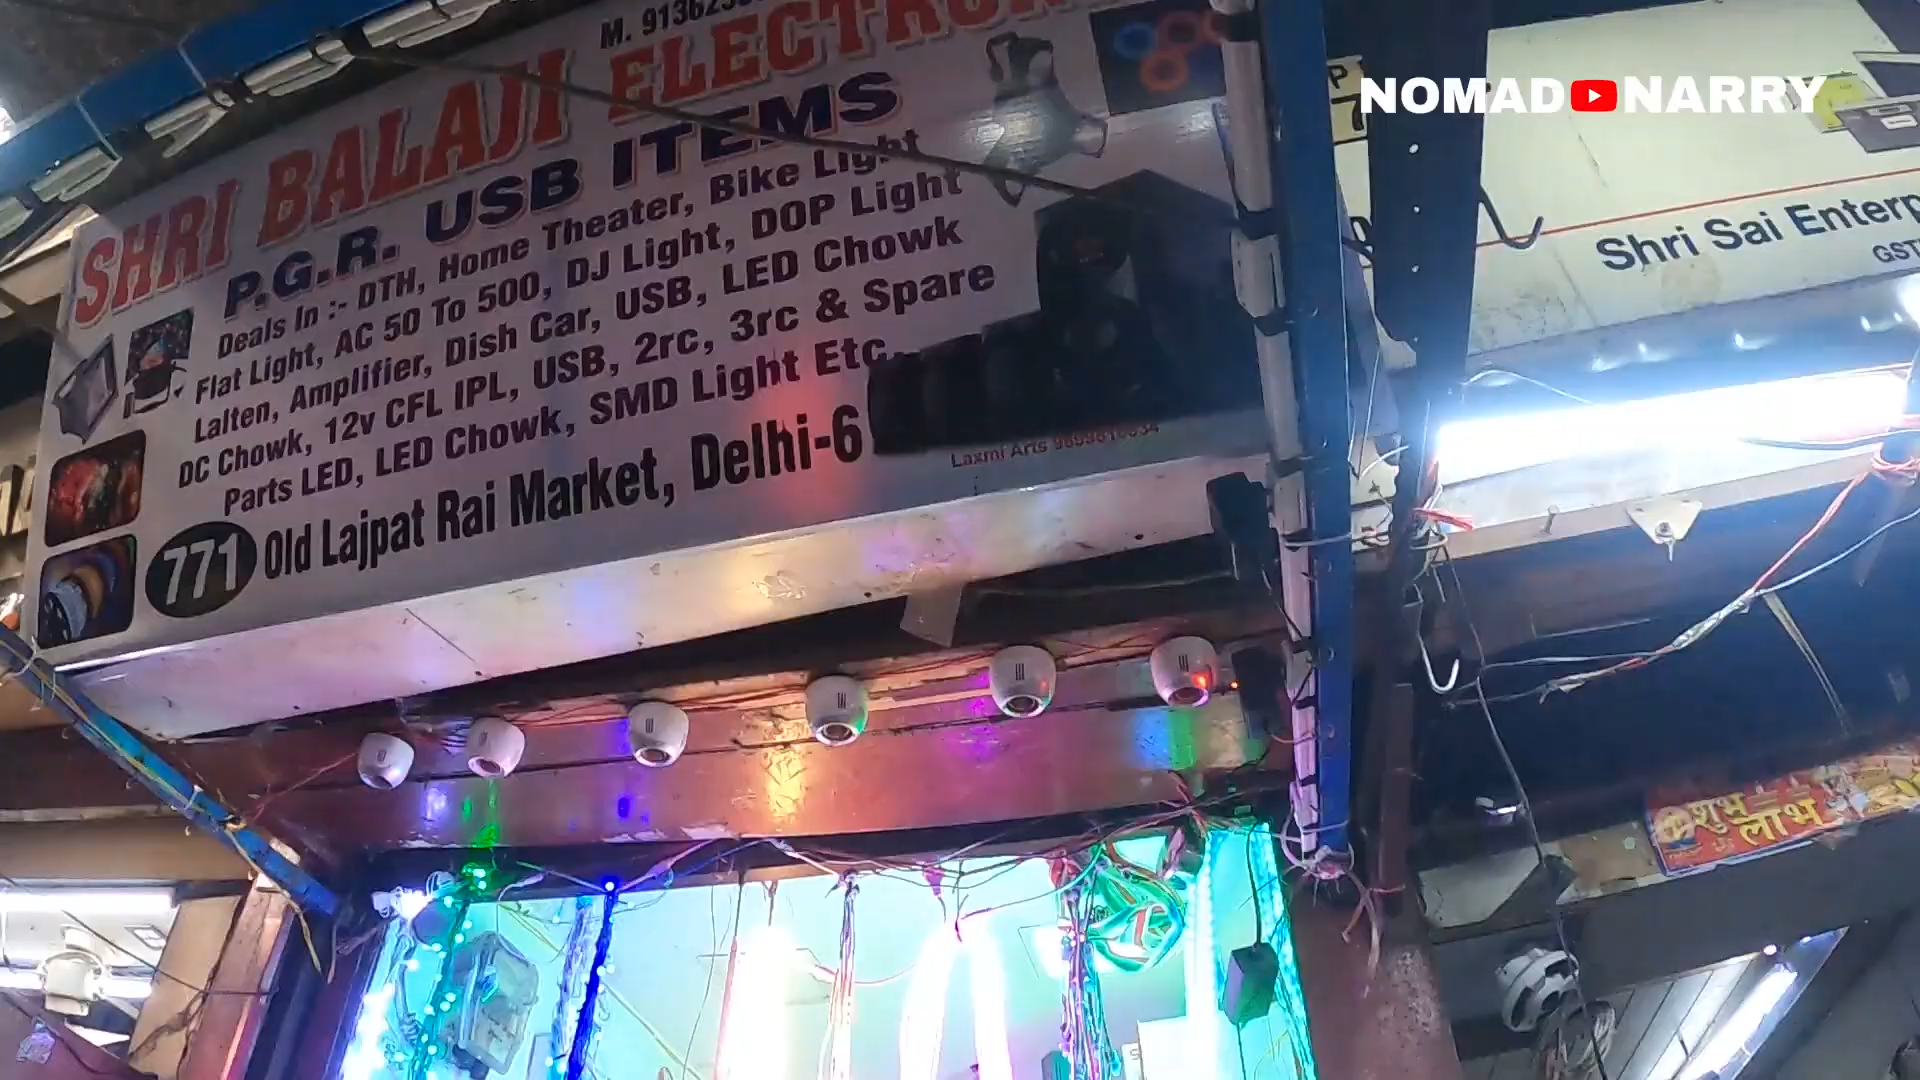 SHRI BALAJI
P.G.R. USB ITEMS
Deals In :- DTH, Home Theater, Bike Light
Flat Light, AC 50 To 500, DJ Light, DOP Light
Lalten, Amplifier, Dish Car, USB, LED Chowk
DC Chowk, 12v CFL IPL, USB, 2rc, 3rc & Spare
Parts LED, LED Chowk, SMD Light Etc.
771 Old Lajpat Rai Market, Delhi-6
Laxmi Arts
NOMAD NARRY
Shri Sai
शुभ
लाभ